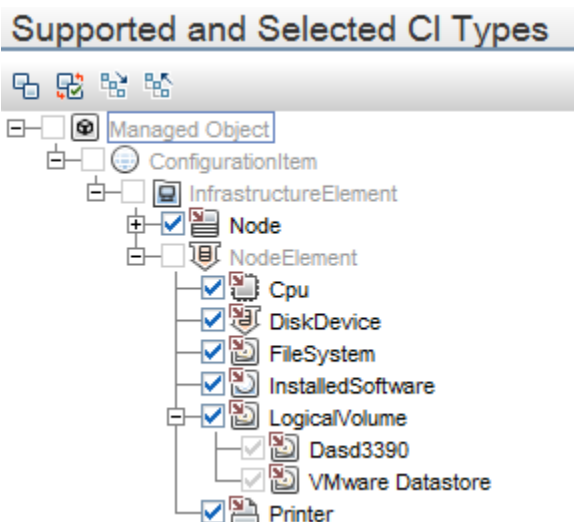 Supported and Selected CI Types
Managed Object
ConfigurationItem
InfrastructureElement
Node
NodeElement
Cpu
DiskDevice
FileSystem
InstalledSoftware
LogicalVolume
Dasd3390
VMware Datastore
Printer